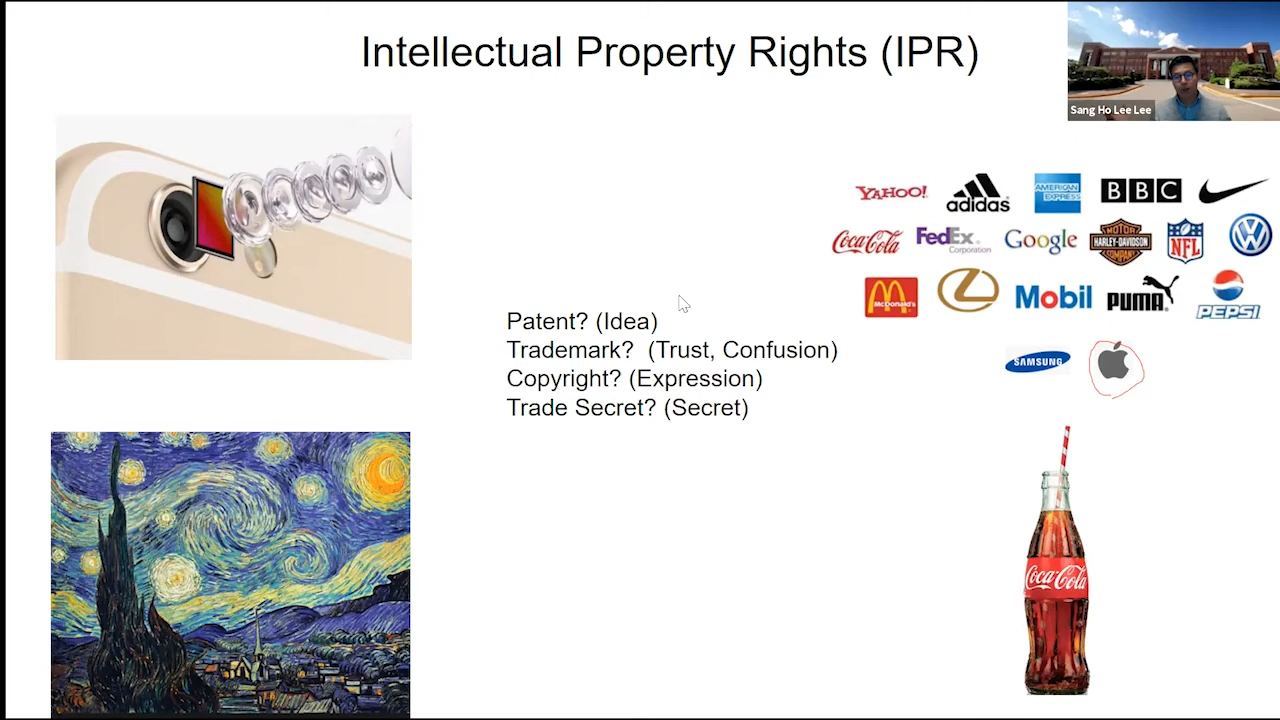 Intellectual Property Rights (IPR)
Sang Ho Lee Lee
YAHOO!
adidas
AMERICAN
EXPRESS
BBC
Coca-Cola
FedEx
Corporation
Google
MOTOR
HARLEY-DAVIDSON
COMPANY
NFL
McDonald's
Mobil
PUMA
PEPSI
Patent? (Idea)
Trademark? (Trust, Confusion)
Copyright? (Expression)
Trade Secret? (Secret)
SAMSUNG
Coca-Cola